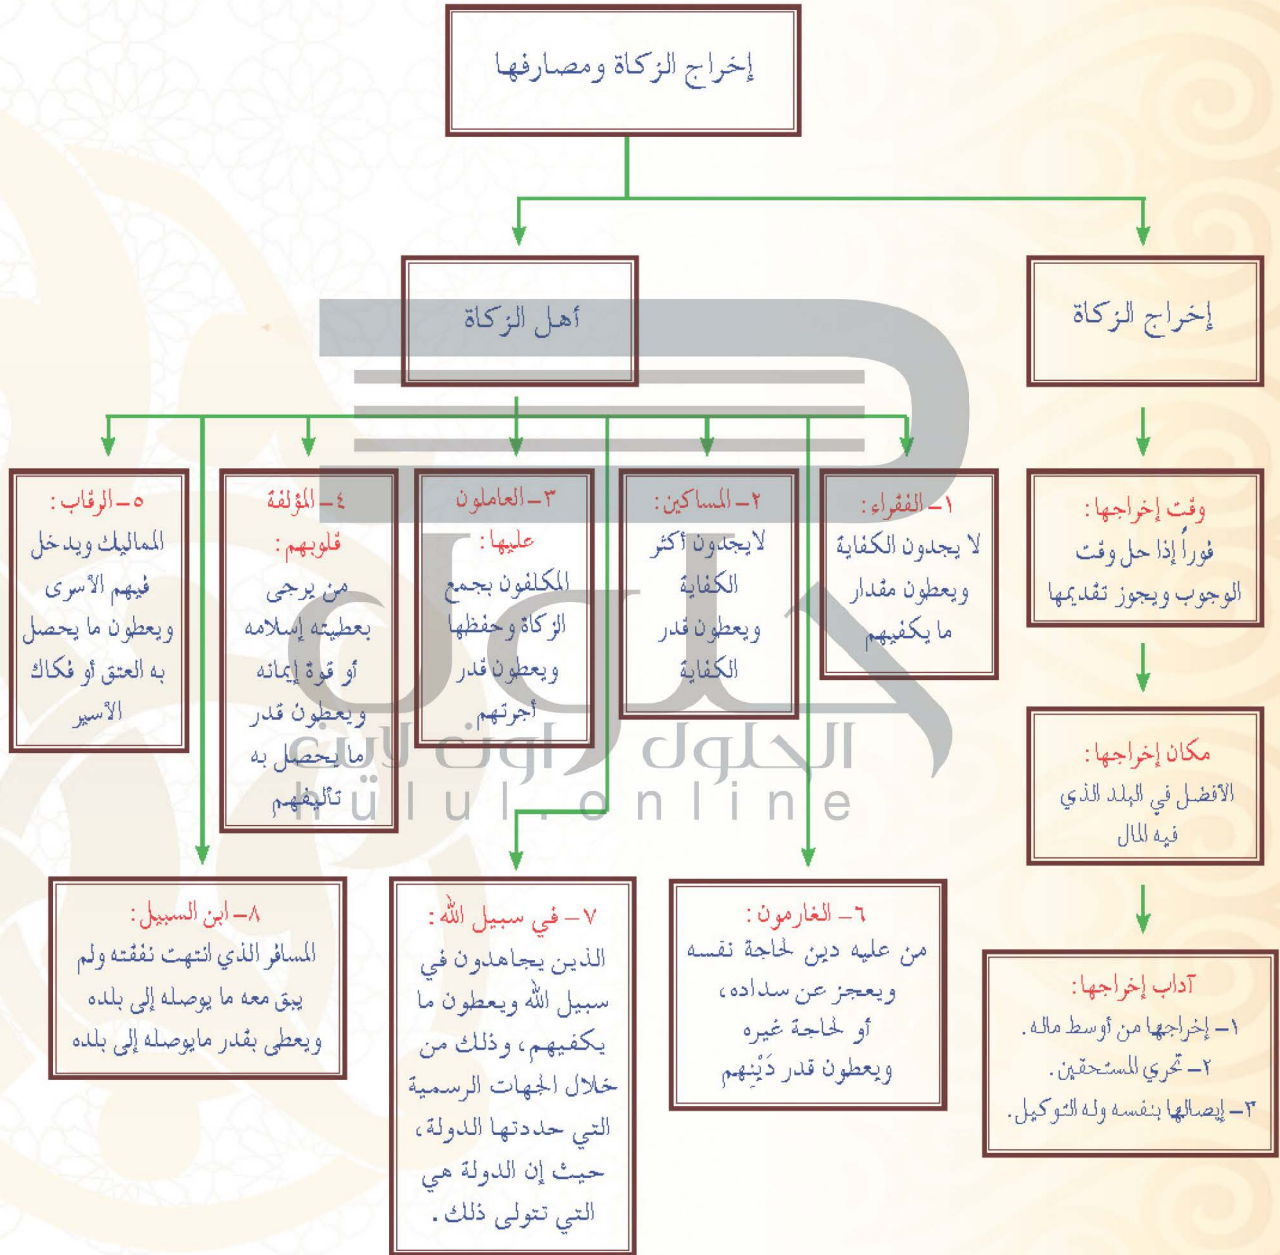 إخراج الزكاة ومصارفها
إخراج الزكاة
أهل الزكاة
وقت إخراجها:
فوراً إذا حل وقت
الوجوب ويجوز تقديمها
مكان إخراجها:
الأفضل في البلد الذي
فيه المال
آداب إخراجها:
١- إخراجها من أوسط ماله.
٢- تحري المستحقين.
٣- إيصالها بنفسه وله التوكيل.
١- الفقراء:
لا يجدون الكفاية
ويعطون مقدار
ما يكفيهم
٢- المساكين:
لايجدون أكثر
الكفاية
ويعطون قدر
الكفاية
٣- العاملون
عليها:
المكلفون بجمع
الزكاة وحفظها
ويعطون قدر
أجرتهم
٤- المؤلفة
قلوبهم:
من يرجى
بعطيته إسلامه
أو قوة إيمانه
ويعطون قدر
ما يحصل به
تأليفهم
٥- الرقاب:
المماليك ويدخل
فيهم الأسرى
ويعطون ما يحصل
به العتق أو فكاك
الأسير
٦- الغارمون:
من عليه دين لحاجة نفسه
ويعجز عن سداده،
أو لحاجة غيره
ويعطون قدر دَيْنِهم
٧- في سبيل الله:
الذين يجاهدون في
سبيل الله ويعطون ما
يكفيهم، وذلك من
خلال الجهات الرسمية
التي حددتها الدولة،
حيث إن الدولة هي
التي تتولى ذلك.
٨- ابن السبيل:
المسافر الذي انتهت نفقته ولم
يبق معه ما يوصله إلى بلده
ويعطى بقدر مايوصله إلى بلده
حلول
الحلول اون لاين
hulul.online